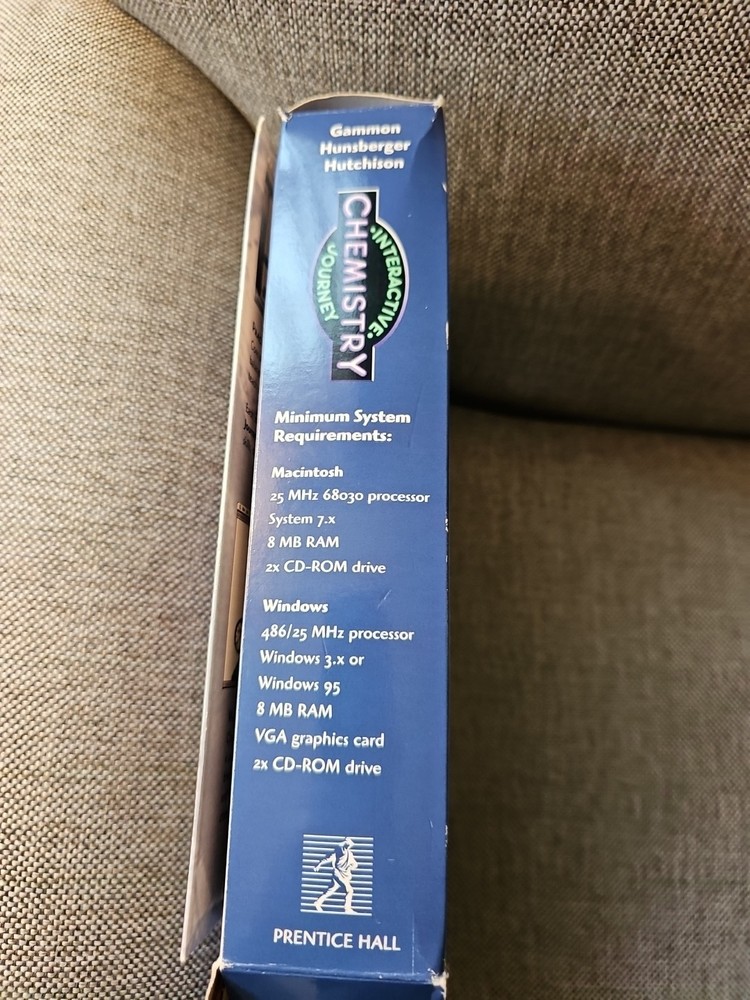 Gammon
Hunsberger
Hutchison
INTERACTIVE
CHEMISTRY
JOURNEY
Minimum System
Requirements:
Macintosh
25 MHz 68030 processor
System 7.x
8 MB RAM
2x CD-ROM drive
Windows
486/25 MHz processor
Windows 3.x or
Windows 95
8 MB RAM
VGA graphics card
2x CD-ROM drive
PRENTICE HALL